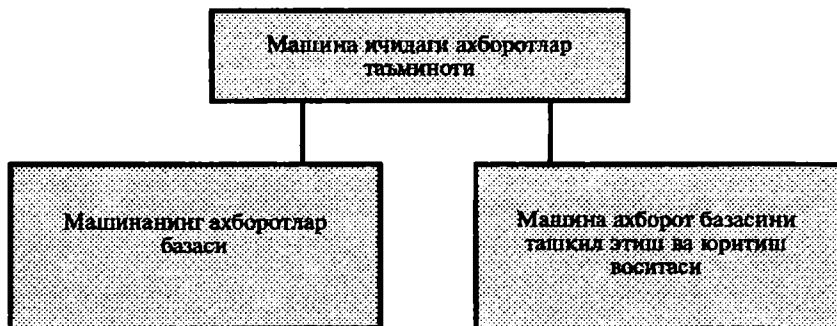 Машина ичидаги ахборотлар
таъминоти
Машинанинг ахборотлар
базаси
Машина ахборот базасини
ташкил этиш ва юритиш
воситаси